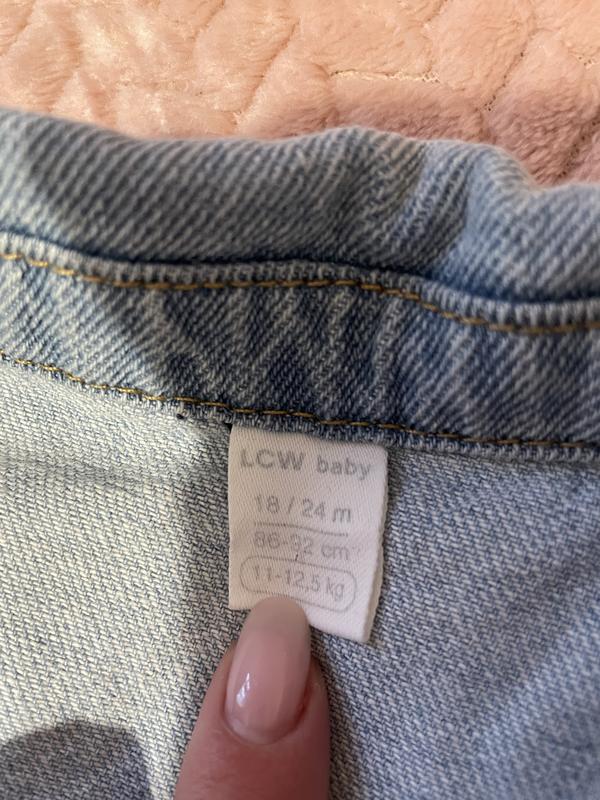 LCW baby
18 / 24 m
86-92 cm
11-12,5 kg